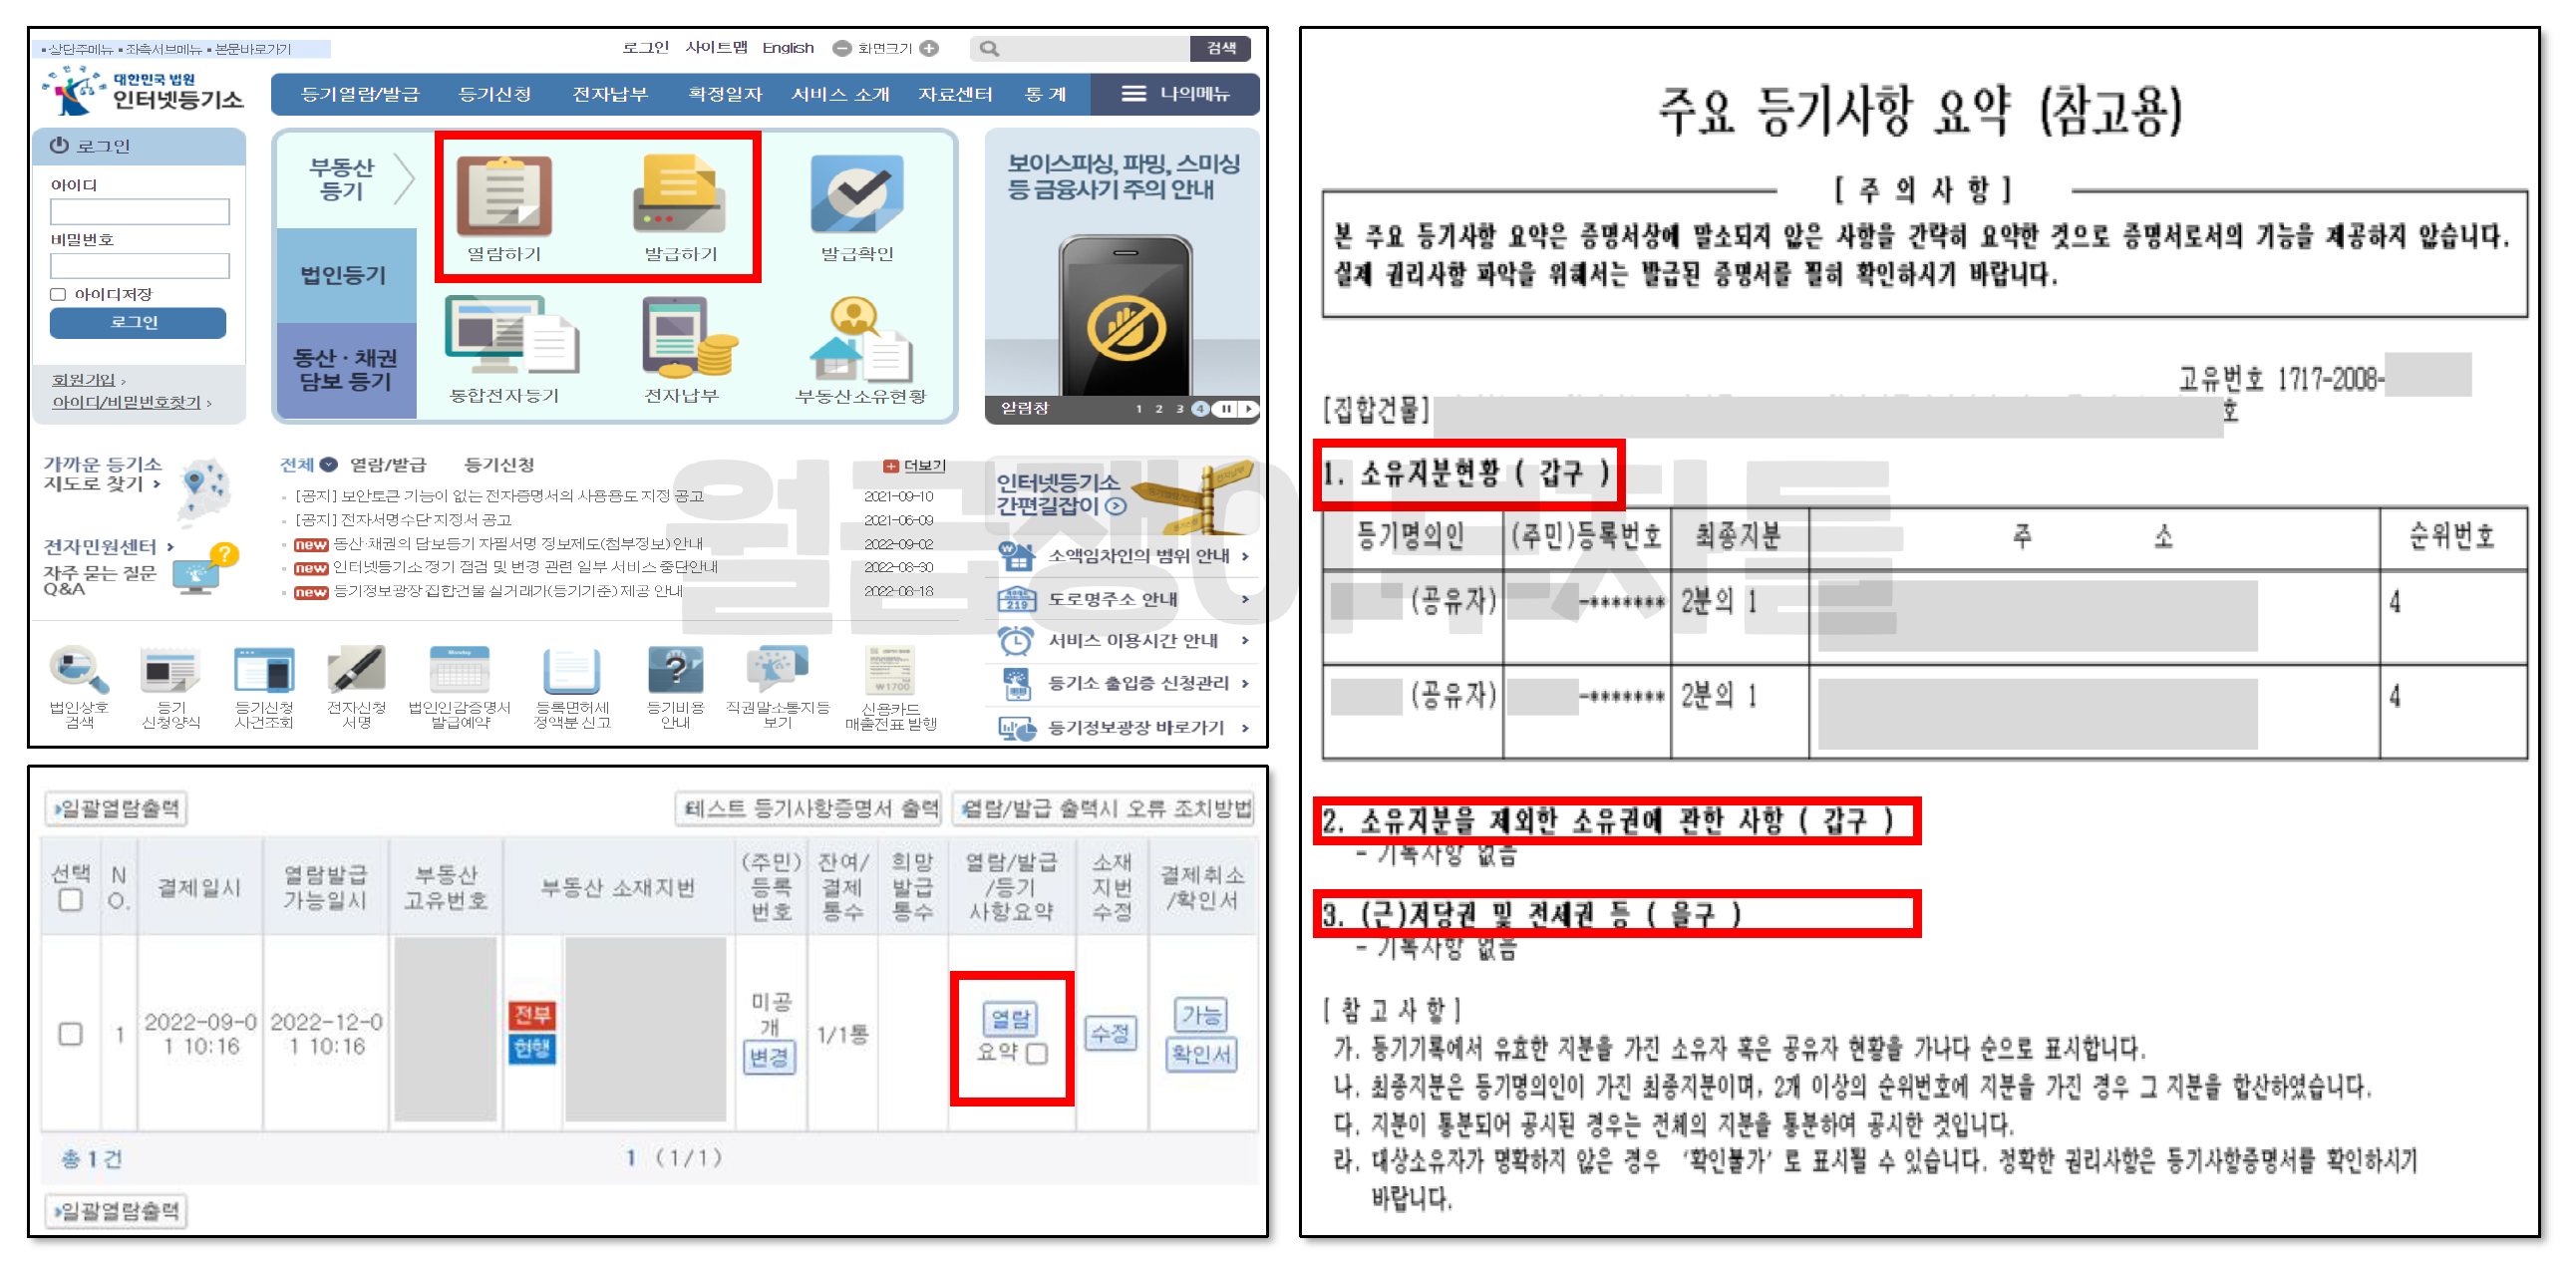 ▪상단주메뉴 ▪좌측서브메뉴 ▪본문바로가기
로그인 사이트맵 English 화면크기
검색
대한민국 법원
인터넷등기소
등기열람/발급 등기신청 전자납부 확정일자 서비스 소개 자료센터 통 계 나의메뉴
로그인
아이디
비밀번호
아이디저장
로그인
회원가입 ›
아이디/비밀번호찾기 ›
부동산
등기
법인등기
동산 · 채권
담보 등기
열람하기 발급하기 발급확인
통합전자등기 전자납부 부동산소유현황
보이스피싱, 파밍, 스미싱
등 금융사기 주의 안내
알림창 1 2 3 4
가까운 등기소
지도로 찾기 ›
전자민원센터 ›
자주 묻는 질문
Q&A
전체 열람/발급 등기신청 더보기
[공지] 보안토큰 기능이 없는 전자증명서의 사용용도 지정 공고 2021-09-10
[공지] 전자서명수단 지정서 공고 2021-06-09
new 동산·채권의 담보등기 자필서명 정보제도(첨부정보) 안내 2022-09-02
new 인터넷등기소 정기 점검 및 변경 관련 일부 서비스 중단안내 2022-08-30
new 등기정보광장 집합건물 실거래가(등기기준) 제공 안내 2022-08-18
인터넷등기소
간편길잡이
소액임차인의 범위 안내 ›
도로명주소 안내 ›
서비스 이용시간 안내 ›
등기소 출입증 신청관리 ›
등기정보광장 바로가기 ›
219
Monday
₩1700
법인상호
검색
등기
신청양식
등기신청
사건조회
전자신청
서명
법인인감증명서
발급예약
등록면허세
정액분 신고
등기비용
안내
직권말소통지등
보기
신용카드
매출전표 발행
월급쟁이부자들
일괄열람출력
테스트 등기사항증명서 출력 열람/발급 출력시 오류 조치방법
선택
NO.
결제일시
열람발급
가능일시
부동산
고유번호
부동산 소재지번
(주민)
등록
번호
잔여/
결제
통수
희망
발급
통수
열람/발급
/등기
사항요약
소재
지번
수정
결제취소
/확인서
1
2022-09-0
1 10:16
2022-12-0
1 10:16
전부
현행
미공
개
변경
1/1통
열람
요약
수정
가능
확인서
총 1 건 1 (1/1)
일괄열람출력
주요 등기사항 요약 (참고용)
[ 주 의 사 항 ]
본 주요 등기사항 요약은 증명서상에 말소되지 않은 사항을 간략히 요약한 것으로 증명서로서의 기능을 제공하지 않습니다.
실제 권리사항 파악을 위해서는 발급된 증명서를 필히 확인하시기 바랍니다.
고유번호 1717-2008-
[집합건물] 호
1. 소유지분현황 ( 갑구 )
등기명의인 (주민)등록번호 최종지분 주 소 순위번호
(공유자) -******* 2분의 1 4
(공유자) -******* 2분의 1 4
2. 소유지분을 제외한 소유권에 관한 사항 ( 갑구 )
- 기록사항 없음
3. (근)저당권 및 전세권 등 ( 을구 )
- 기록사항 없음
[ 참 고 사 항 ]
가. 등기기록에서 유효한 지분을 가진 소유자 혹은 공유자 현황을 가나다 순으로 표시합니다.
나. 최종지분은 등기명의인이 가진 최종지분이며, 2개 이상의 순위번호에 지분을 가진 경우 그 지분을 합산하였습니다.
다. 지분이 통분되어 공시된 경우는 전체의 지분을 통분하여 공시한 것입니다.
라. 대상소유자가 명확하지 않은 경우 ‘확인불가’ 로 표시될 수 있습니다. 정확한 권리사항은 등기사항증명서를 확인하시기
바랍니다.